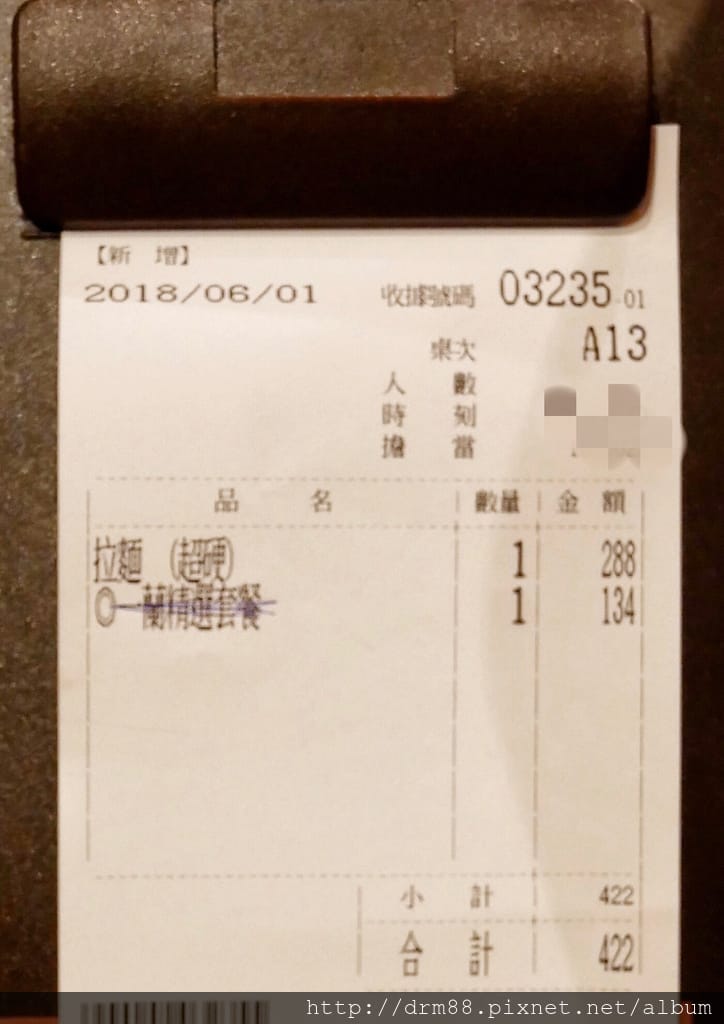 【新 增】
2018/06/01 收據號碼 03235-01
桌次 A13
人 數
時 刻
擔 當
品 名 數量 金 額
拉麵 (超硬) 1 288
◎一蘭精選套餐 1 134
小 計 422
合 計 422
http://drm88.pixnet.net/album